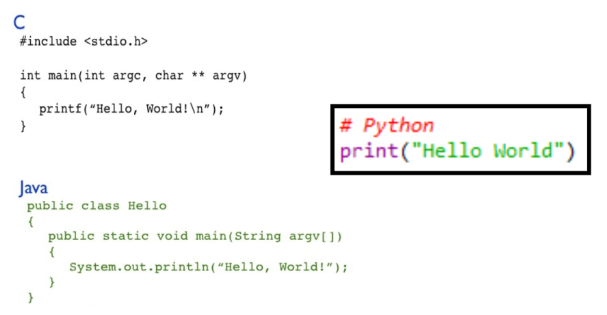 C
#include <stdio.h>
int main(int argc, char ** argv)
{
printf(“Hello, World!\n”);
}
# Python
print("Hello World")
Java
public class Hello
{
public static void main(String argv[])
{
System.out.println(“Hello, World!”);
}
}